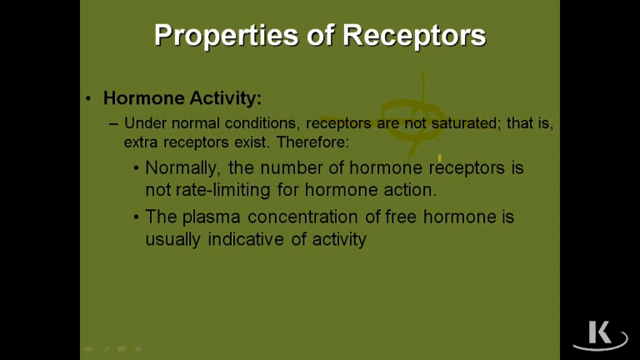 Properties of Receptors
• Hormone Activity:
– Under normal conditions, receptors are not saturated; that is,
extra receptors exist. Therefore:
• Normally, the number of hormone receptors is
not rate-limiting for hormone action.
• The plasma concentration of free hormone is
usually indicative of activity
K